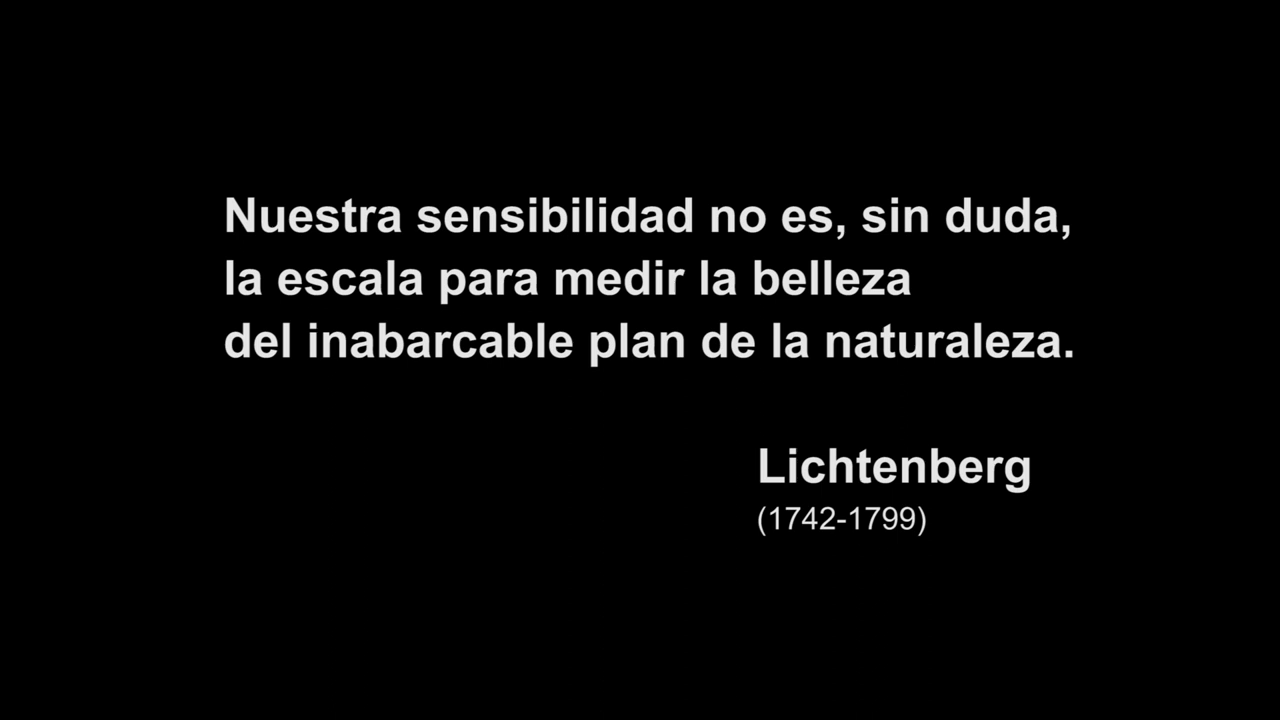 Nuestra sensibilidad no es, sin duda,
la escala para medir la belleza
del inabarcable plan de la naturaleza.
Lichtenberg
(1742-1799)